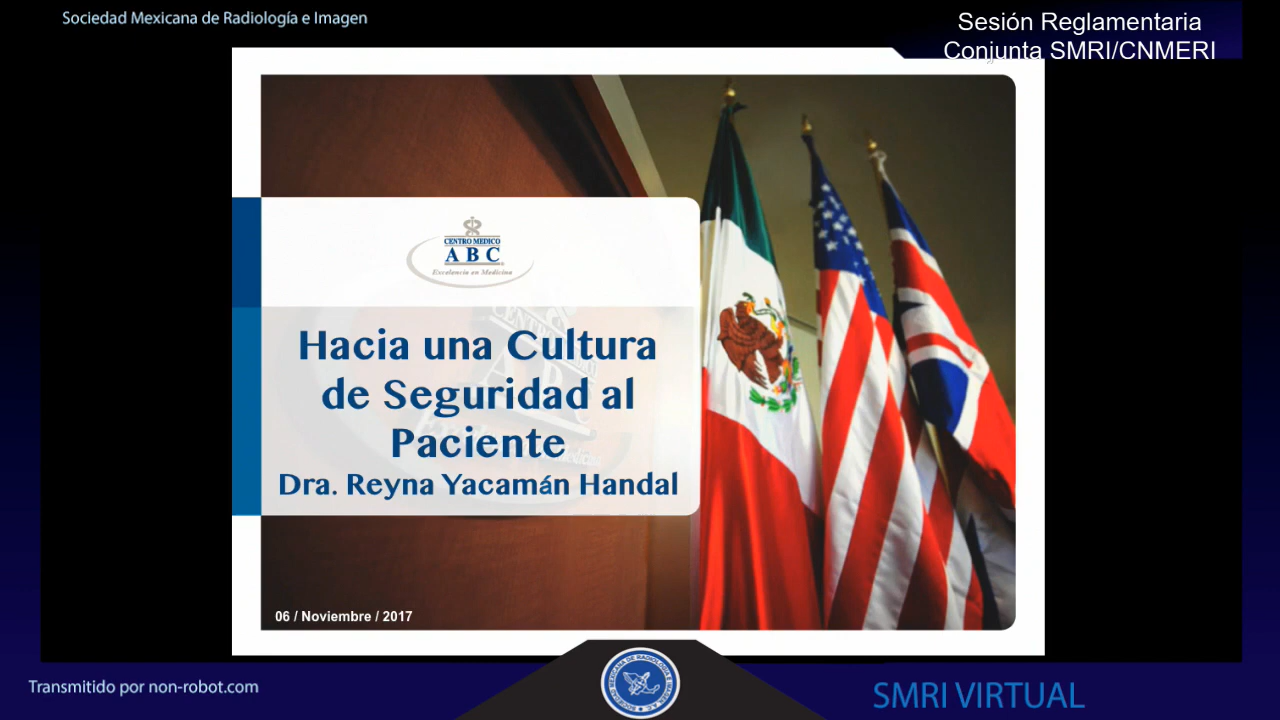 Sociedad Mexicana de Radiología e Imagen
Sesión Reglamentaria
Conjunta SMRI/CNMERI
CENTRO MEDICO
ABC
Excelencia en Medicina
Hacia una Cultura
de Seguridad al
Paciente
Dra. Reyna Yacamán Handal
06 / Noviembre / 2017
Transmitido por non-robot.com
SMRI VIRTUAL